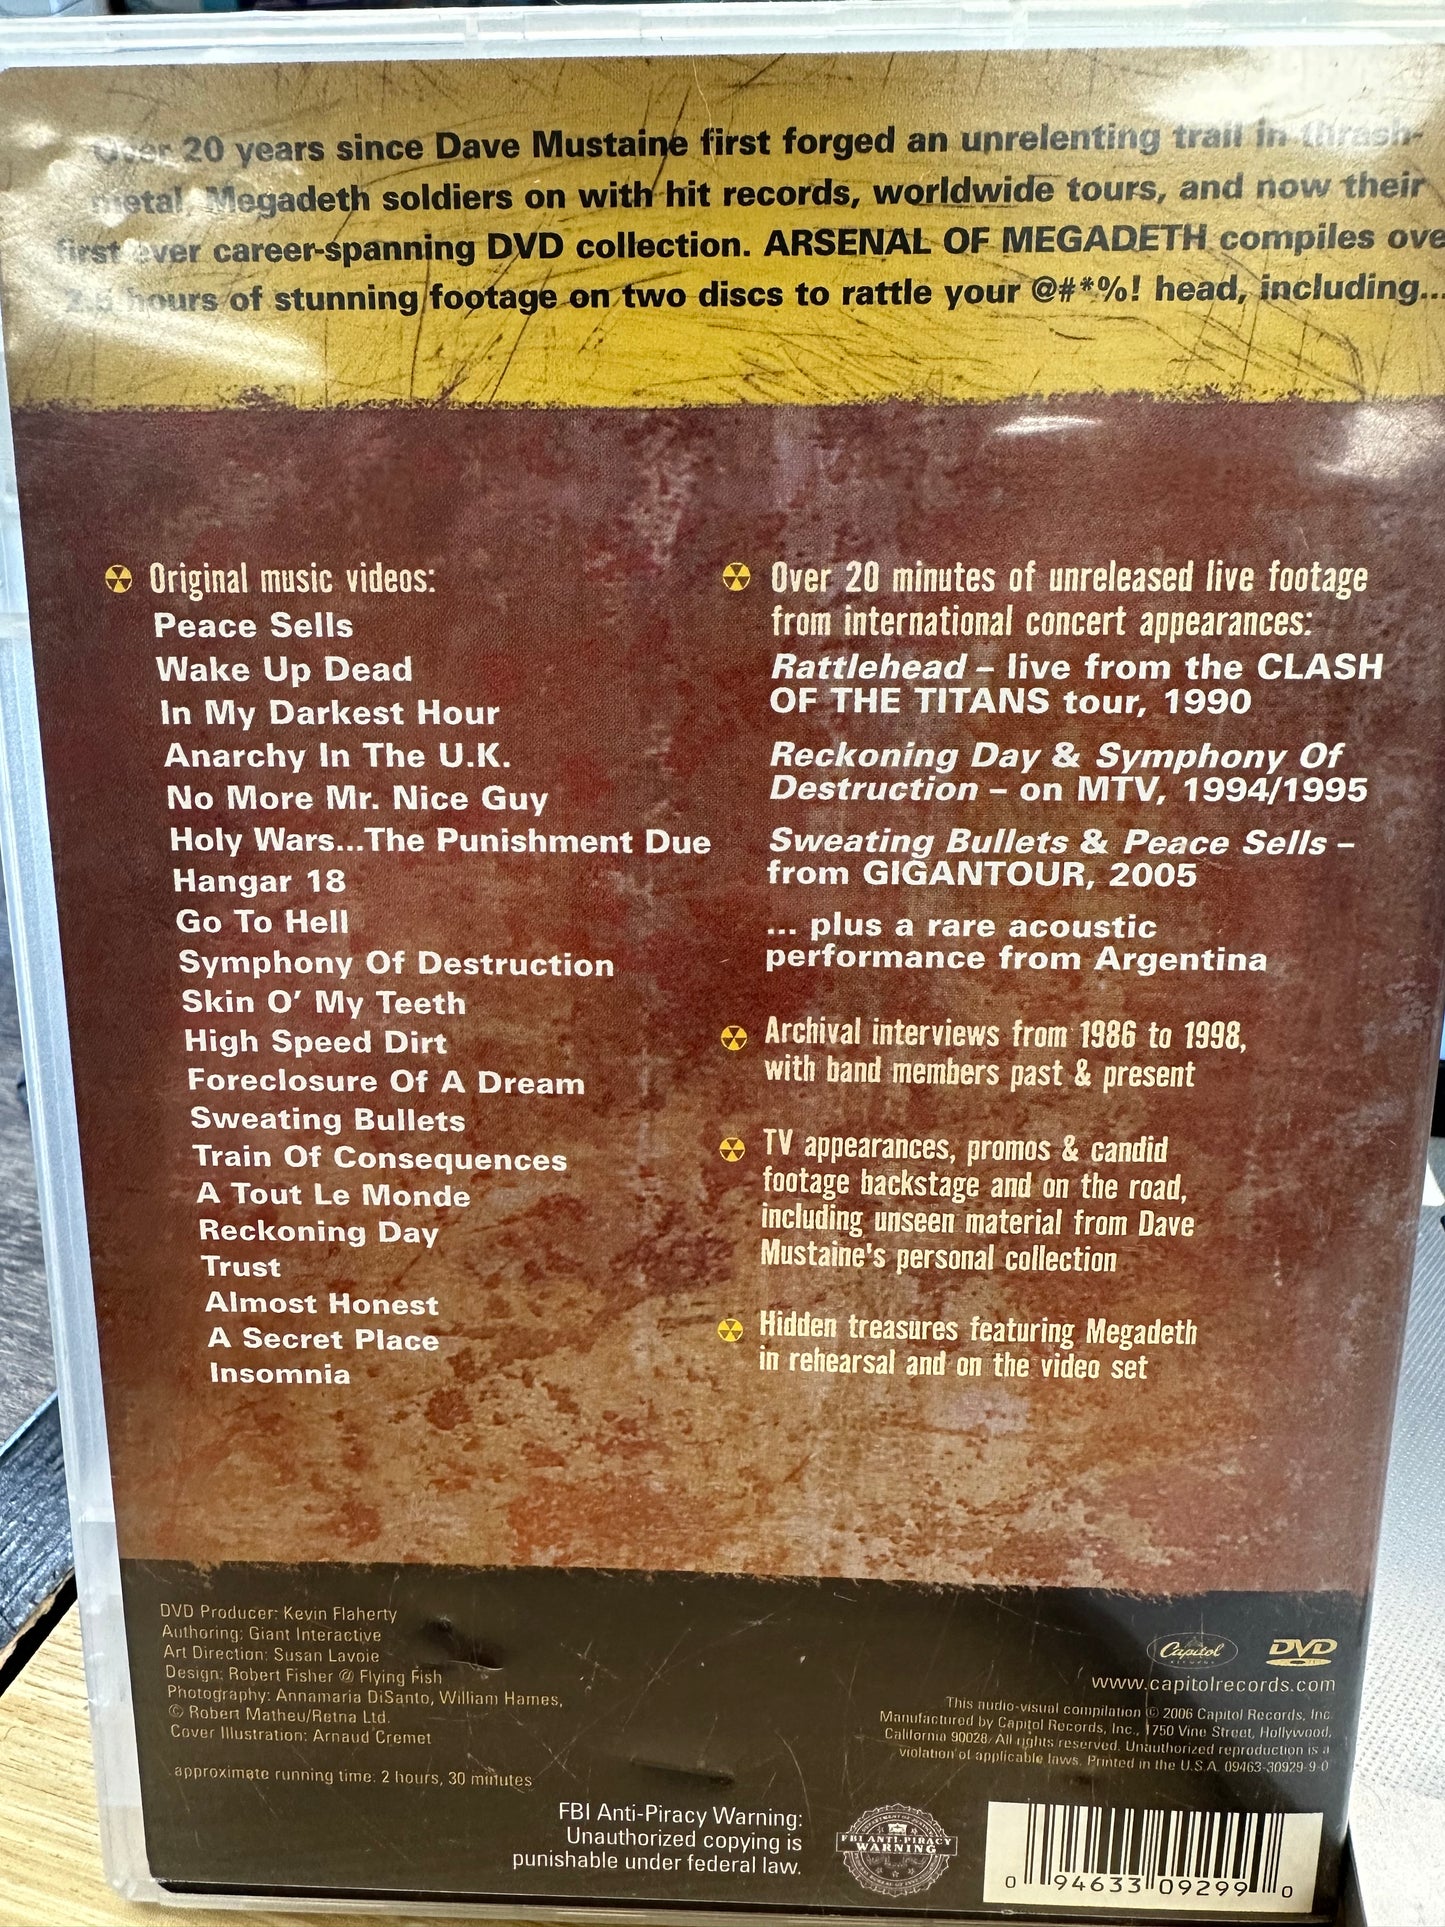 Over 20 years since Dave Mustaine first forged an unrelenting trail in thrash-
metal, Megadeth soldiers on with hit records, worldwide tours, and now their
first ever career-spanning DVD collection. ARSENAL OF MEGADETH compiles ove
2.5 hours of stunning footage on two discs to rattle your @#*%! head, including...
Original music videos:
Peace Sells
Wake Up Dead
In My Darkest Hour
Anarchy In The U.K.
No More Mr. Nice Guy
Holy Wars...The Punishment Due
Hangar 18
Go To Hell
Symphony Of Destruction
Skin O' My Teeth
High Speed Dirt
Foreclosure Of A Dream
Sweating Bullets
Train Of Consequences
A Tout Le Monde
Reckoning Day
Trust
Almost Honest
A Secret Place
Insomnia
Over 20 minutes of unreleased live footage
from international concert appearances:
Rattlehead – live from the CLASH
OF THE TITANS tour, 1990
Reckoning Day & Symphony Of
Destruction – on MTV, 1994/1995
Sweating Bullets & Peace Sells –
from GIGANTOUR, 2005
... plus a rare acoustic
performance from Argentina
Archival interviews from 1986 to 1998,
with band members past & present
TV appearances, promos & candid
footage backstage and on the road,
including unseen material from Dave
Mustaine's personal collection
Hidden treasures featuring Megadeth
in rehearsal and on the video set
DVD Producer: Kevin Flaherty
Authoring: Giant Interactive
Art Direction: Susan Lavoie
Design: Robert Fisher @ Flying Fish
Photography: Annamaria DiSanto, William Hames,
© Robert Matheu/Retna Ltd.
Cover Illustration: Arnaud Cremet
approximate running time: 2 hours, 30 minutes
Capitol
RECORDS
DVD
www.capitolrecords.com
This audio-visual compilation © 2006 Capitol Records, Inc.
Manufactured by Capitol Records, Inc., 1750 Vine Street, Hollywood,
California 90028. All rights reserved. Unauthorized reproduction is a
violation of applicable laws. Printed in the U.S.A. 09463-30929-9-0
FBI Anti-Piracy Warning:
Unauthorized copying is
punishable under federal law.
FBI ANTI-PIRACY
WARNING
0 94633 09299 0